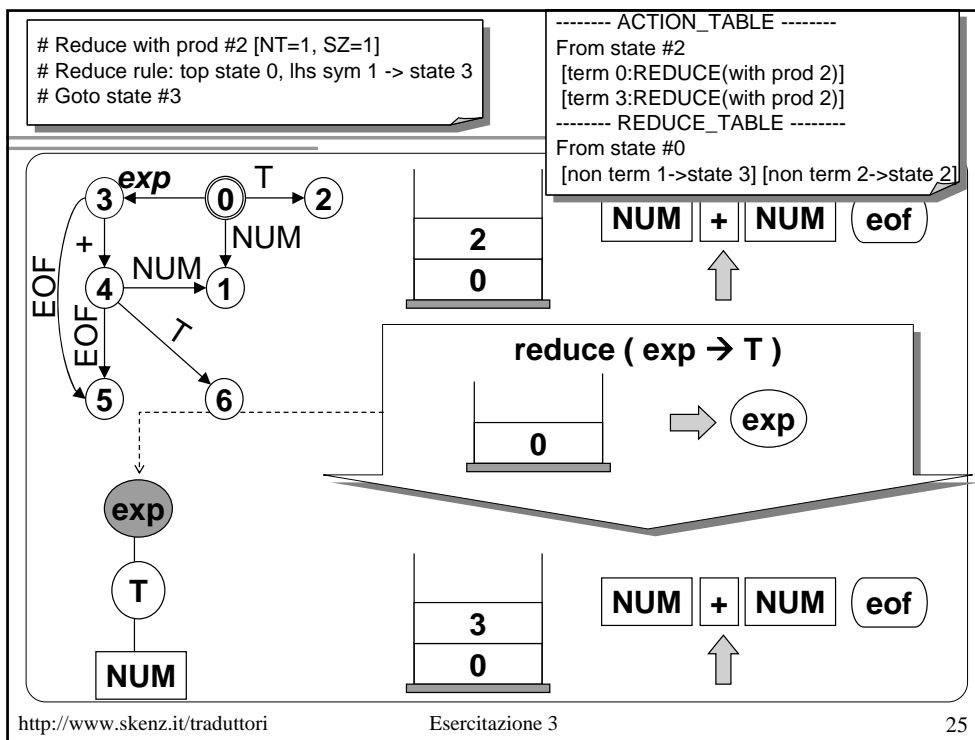 # Reduce with prod #2 [NT=1, SZ=1]
# Reduce rule: top state 0, lhs sym 1 -> state 3
# Goto state #3
-------- ACTION_TABLE --------
From state #2
[term 0:REDUCE(with prod 2)]
[term 3:REDUCE(with prod 2)]
-------- REDUCE_TABLE --------
From state #0
[non term 1->state 3] [non term 2->state 2]
exp T
3 0 2
+ NUM
EOF
4 NUM 1
EOF T
5 6
2
0
NUM + NUM eof
reduce ( exp → T )
0
exp
exp
T
NUM
3
0
NUM + NUM eof
http://www.skenz.it/traduttori Esercitazione 3 25